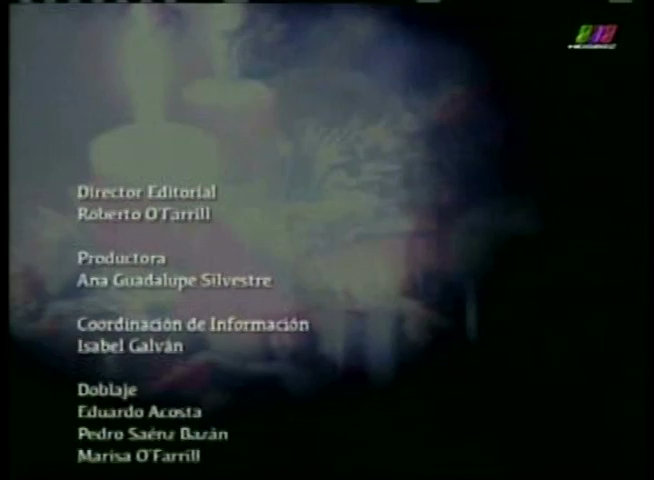 Director Editorial
Roberto O'Farrill
Productora
Ana Guadalupe Silvestre
Coordinación de Información
Isabel Galván
Doblaje
Eduardo Acosta
Pedro Saénz Bazán
Marisa O'Farrill